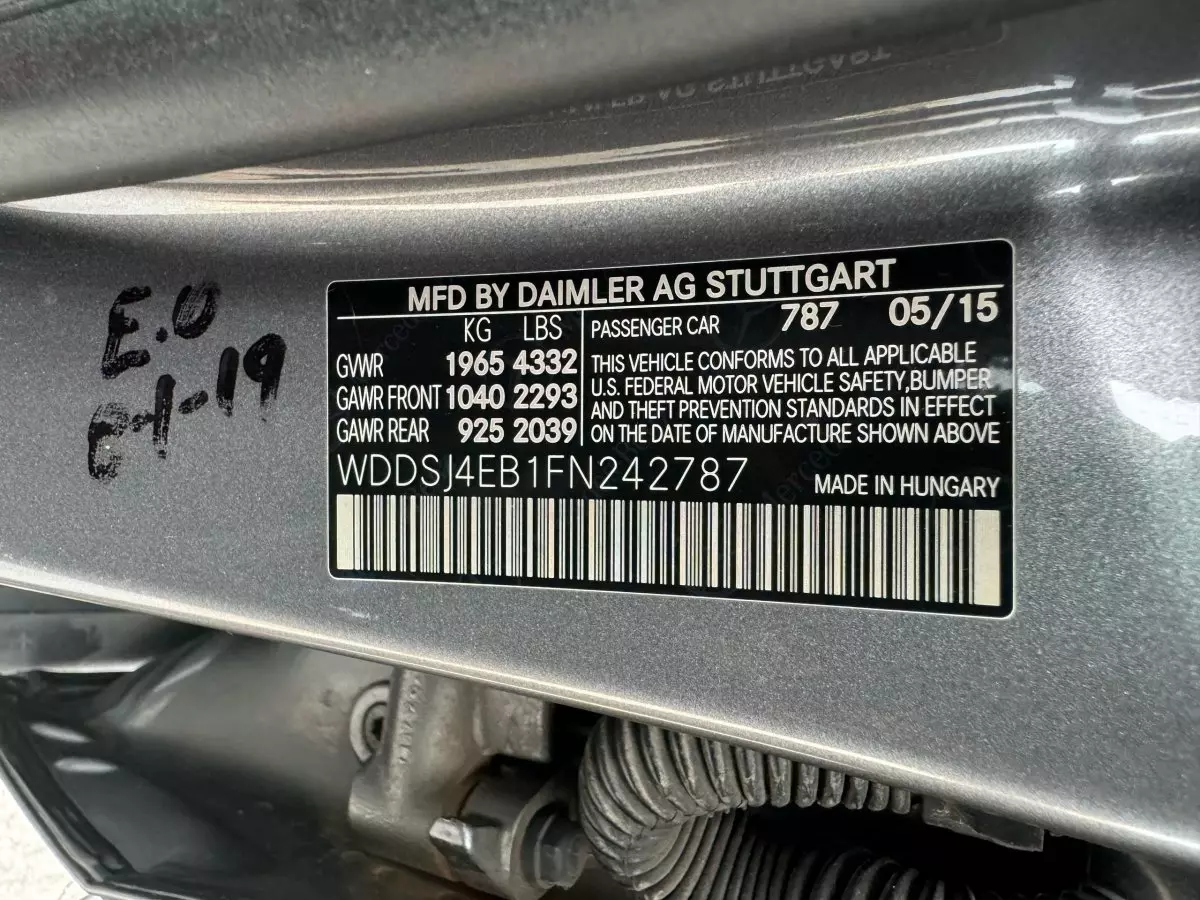 E.O
8-1-19
MFD BY DAIMLER AG STUTTGART
KG LBS PASSENGER CAR 787 05/15
GVWR 1965 4332 THIS VEHICLE CONFORMS TO ALL APPLICABLE
GAWR FRONT 1040 2293 U.S. FEDERAL MOTOR VEHICLE SAFETY,BUMPER
GAWR REAR 925 2039 AND THEFT PREVENTION STANDARDS IN EFFECT
ON THE DATE OF MANUFACTURE SHOWN ABOVE
WDDSJ4EB1FN242787 MADE IN HUNGARY